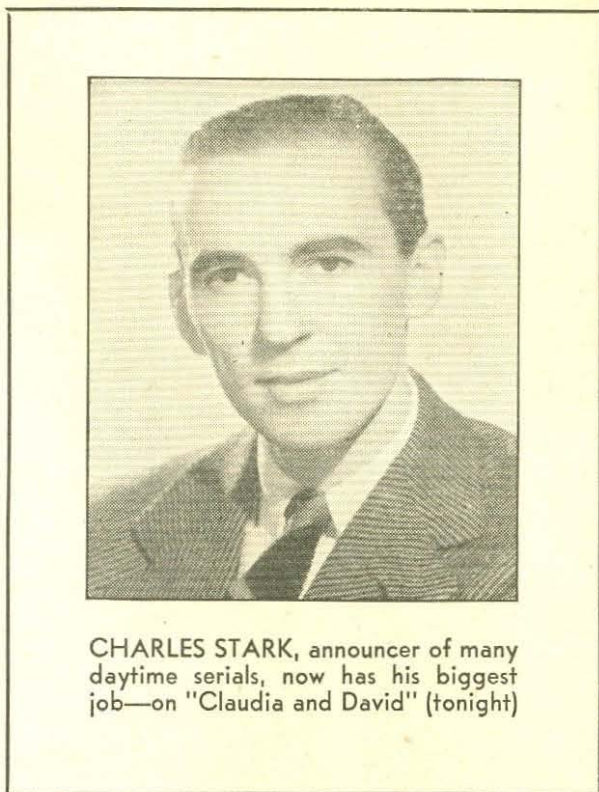 CHARLES STARK, announcer of many
daytime serials, now has his biggest
job—on "Claudia and David" (tonight)